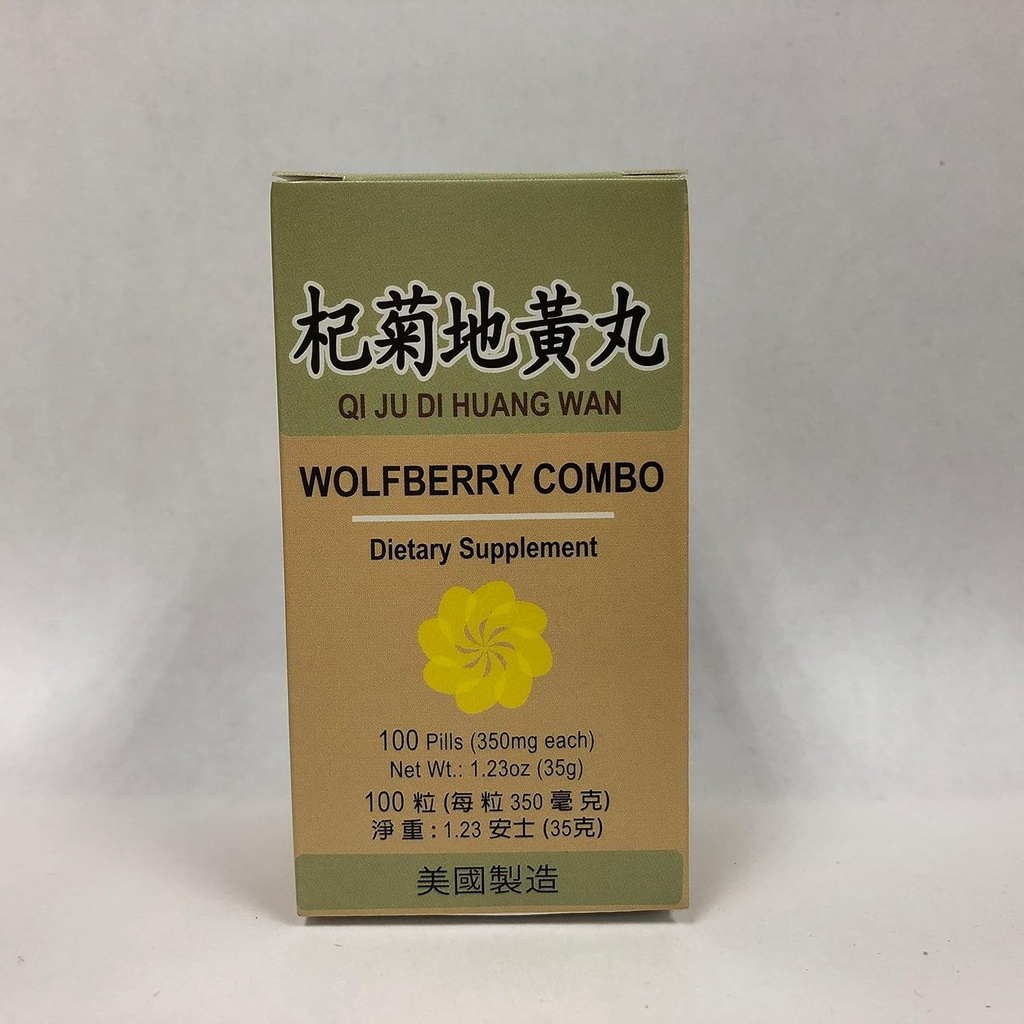 杞菊地黃丸
QI JU DI HUANG WAN
WOLFBERRY COMBO
Dietary Supplement
100 Pills (350mg each)
Net Wt.: 1.23oz (35g)
100 粒 (每 粒 350 毫 克)
淨 重 : 1.23 安士 (35克)
美國製造